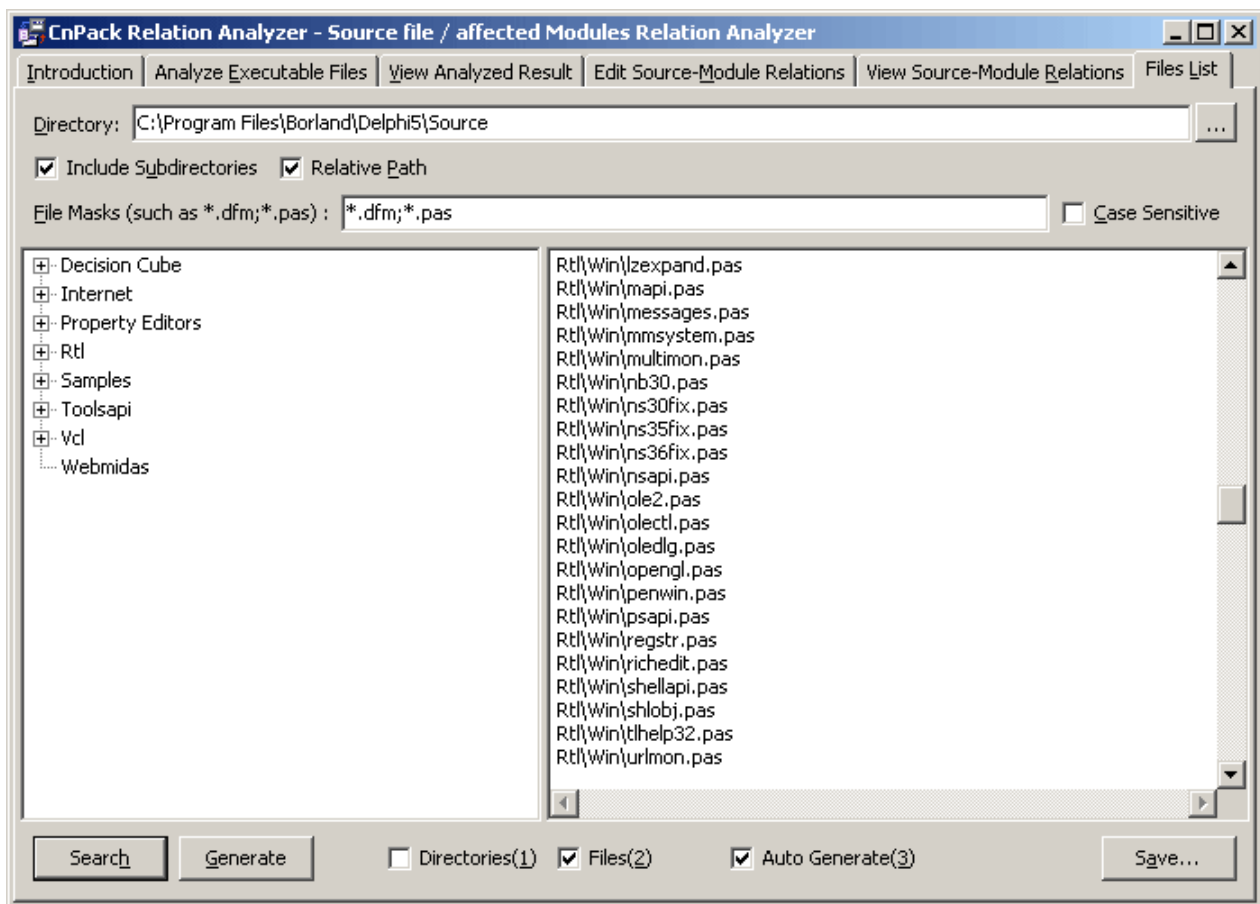 CnPack Relation Analyzer - Source file / affected Modules Relation Analyzer
Introduction Analyze Executable Files View Analyzed Result Edit Source-Module Relations View Source-Module Relations Files List
Directory: C:\Program Files\Borland\Delphi5\Source ...
Include Subdirectories Relative Path
File Masks (such as *.dfm;*.pas) : *.dfm;*.pas Case Sensitive
Decision Cube
Internet
Property Editors
Rtl
Samples
Toolsapi
Vcl
Webmidas
Rtl\Win\lzexpand.pas
Rtl\Win\mapi.pas
Rtl\Win\messages.pas
Rtl\Win\mmsystem.pas
Rtl\Win\multimon.pas
Rtl\Win\nb30.pas
Rtl\Win\ns30fix.pas
Rtl\Win\ns35fix.pas
Rtl\Win\ns36fix.pas
Rtl\Win\nsapi.pas
Rtl\Win\ole2.pas
Rtl\Win\olectl.pas
Rtl\Win\oledlg.pas
Rtl\Win\opengl.pas
Rtl\Win\penwin.pas
Rtl\Win\psapi.pas
Rtl\Win\regstr.pas
Rtl\Win\richedit.pas
Rtl\Win\shellapi.pas
Rtl\Win\shlobj.pas
Rtl\Win\tlhelp32.pas
Rtl\Win\urlmon.pas
Search Generate Directories(1) Files(2) Auto Generate(3) Save...